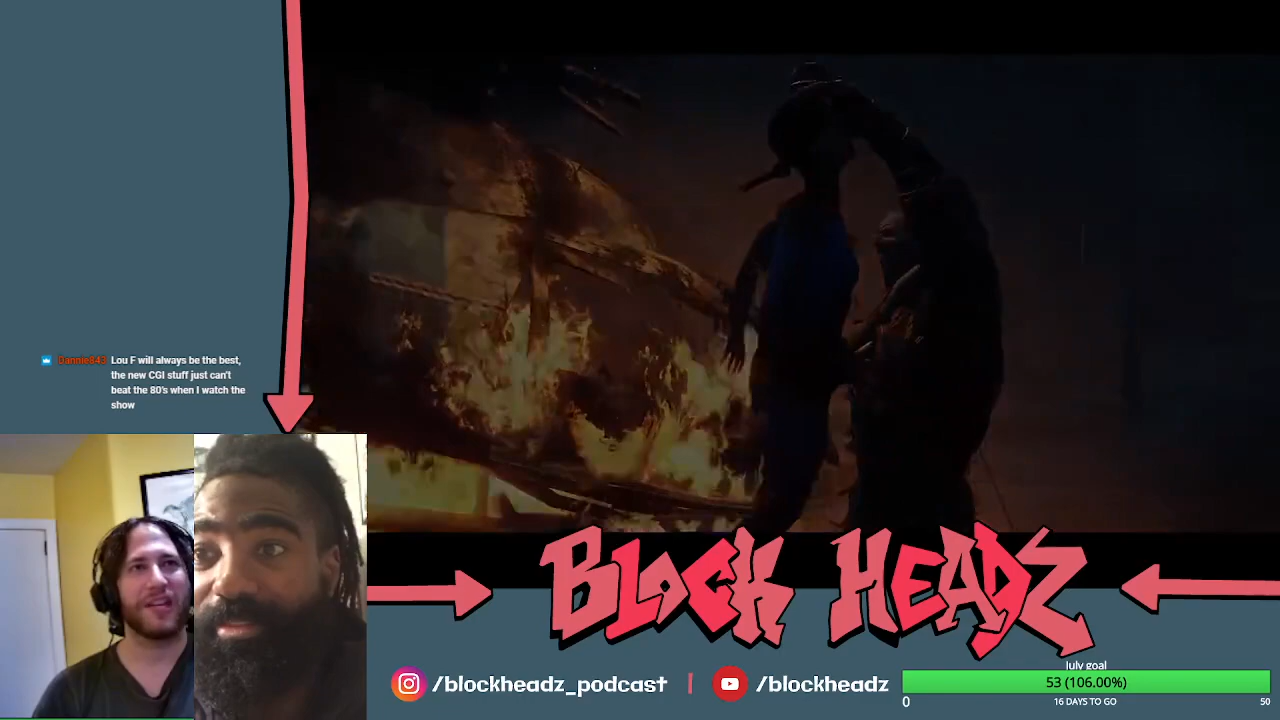 Dannie843 Lou F will always be the best,
the new CGI stuff just can't
beat the 80's when I watch the
show
BLOCK HEADZ
/blockheadz_podcast | /blockheadz
July goal
53 (106.00%)
0 16 DAYS TO GO 50